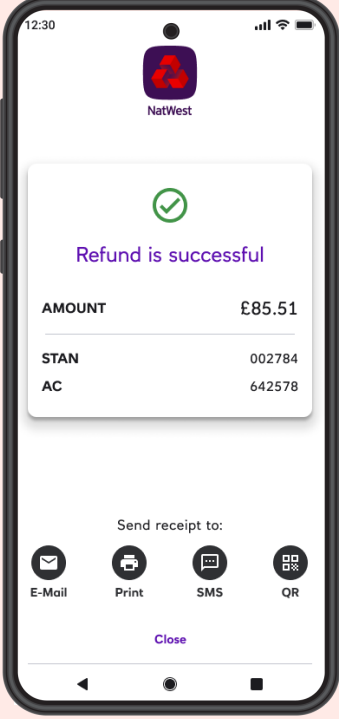 12:30
NatWest
Refund is successful
AMOUNT £85.51
STAN 002784
AC 642578
Send receipt to:
E-Mail Print SMS QR
Close